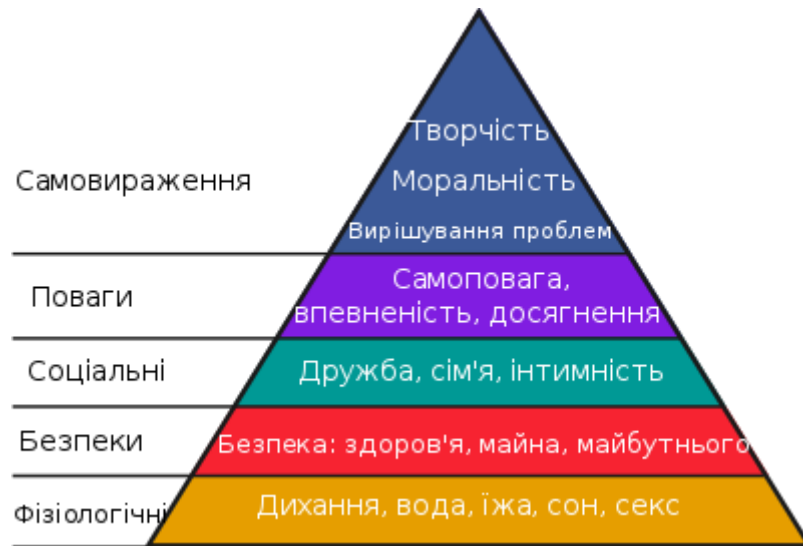 Творчість
Самовираження
Моральність
Вирішування проблем
Поваги
Самоповага,
впевненість, досягнення
Соціальні
Дружба, сім'я, інтимність
Безпеки
Безпека: здоров'я, майна, майбутнього
Фізіологічні
Дихання, вода, їжа, сон, секс